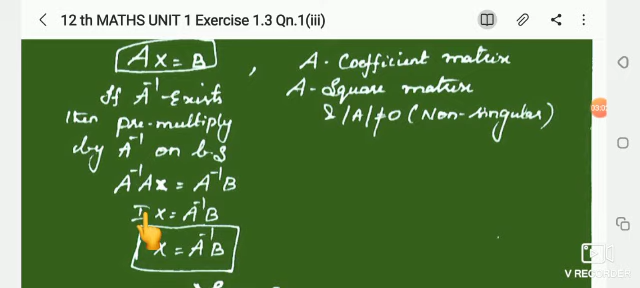 12 th MATHS UNIT 1 Exercise 1.3 Qn.1(iii)
AX = B , A - Coefficient matrix
If A⁻¹ Exists A - Square matrix
then pre-multiply & |A|≠0 (Non-singular)
by A⁻¹ on b.s
A⁻¹AX = A⁻¹B
I X = A⁻¹B
X = A⁻¹B
V RECORDER